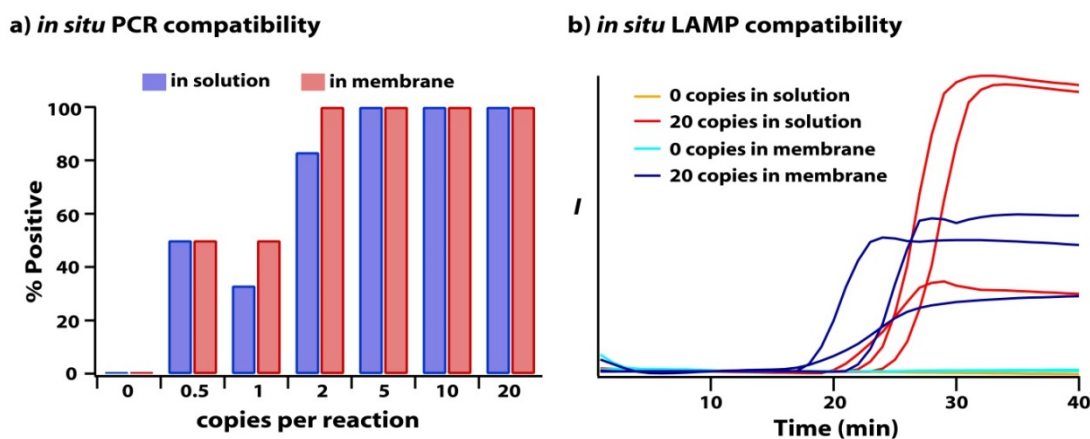 a) in situ PCR compatibility
in solution in membrane
100
80
60
40
20
0
% Positive
0 0.5 1 2 5 10 20
copies per reaction
b) in situ LAMP compatibility
0 copies in solution
20 copies in solution
0 copies in membrane
20 copies in membrane
I
10 20 30 40
Time (min)